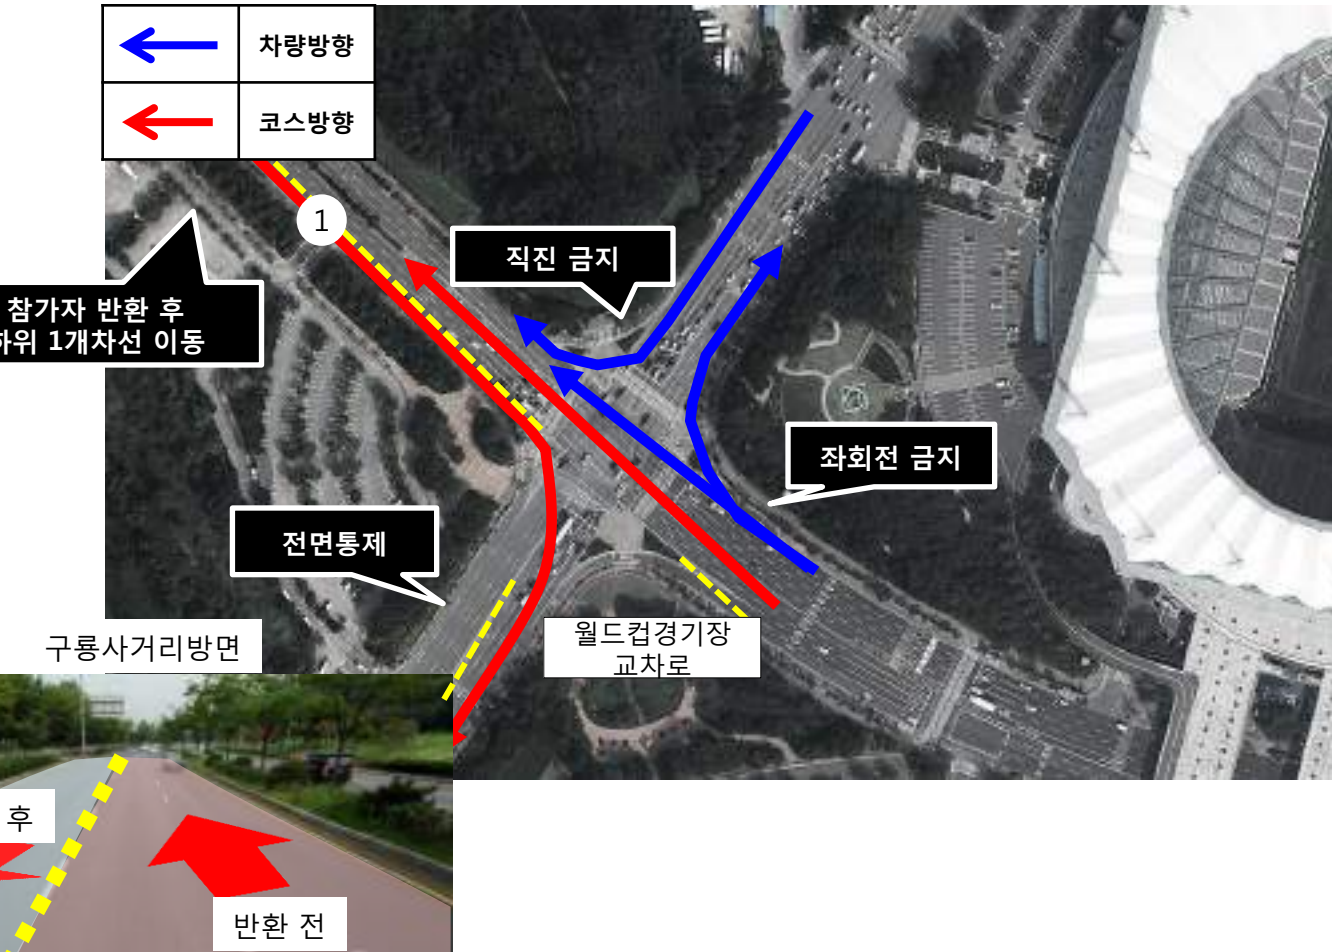 차량방향
코스방향
1
직진 금지
참가자 반환 후
하위 1개차선 이동
좌회전 금지
전면통제
구룡사거리방면
월드컵경기장
교차로
후
반환 전